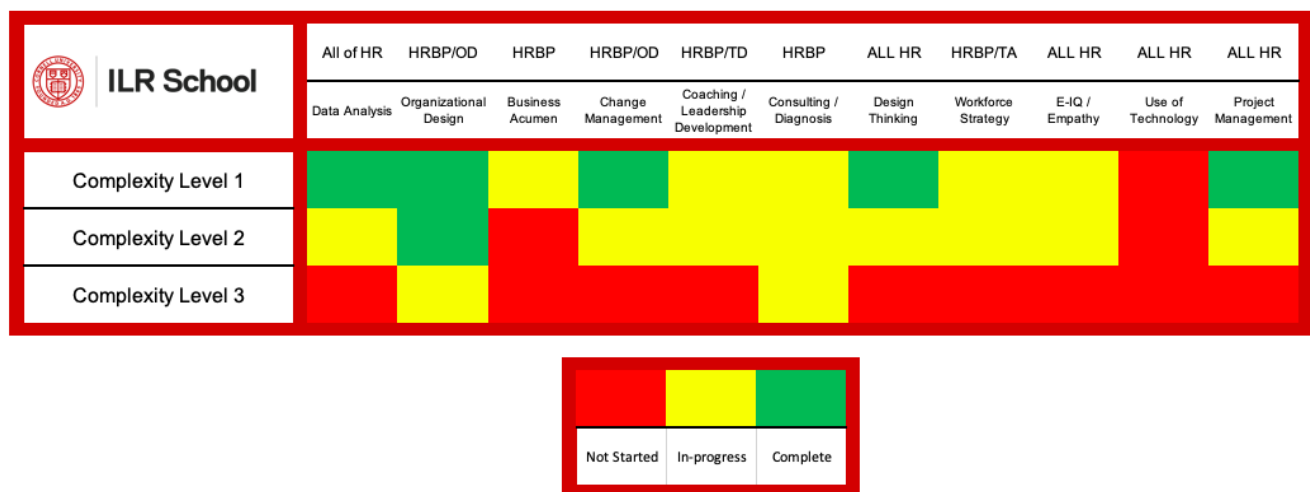 ILR School
All of HR HRBP/OD HRBP HRBP/OD HRBP/TD HRBP ALL HR HRBP/TA ALL HR ALL HR ALL HR
Data Analysis
Organizational
Design
Business
Acumen
Change
Management
Coaching /
Leadership
Development
Consulting /
Diagnosis
Design
Thinking
Workforce
Strategy
E-IQ /
Empathy
Use of
Technology
Project
Management
Complexity Level 1
Complexity Level 2
Complexity Level 3
Not Started In-progress Complete